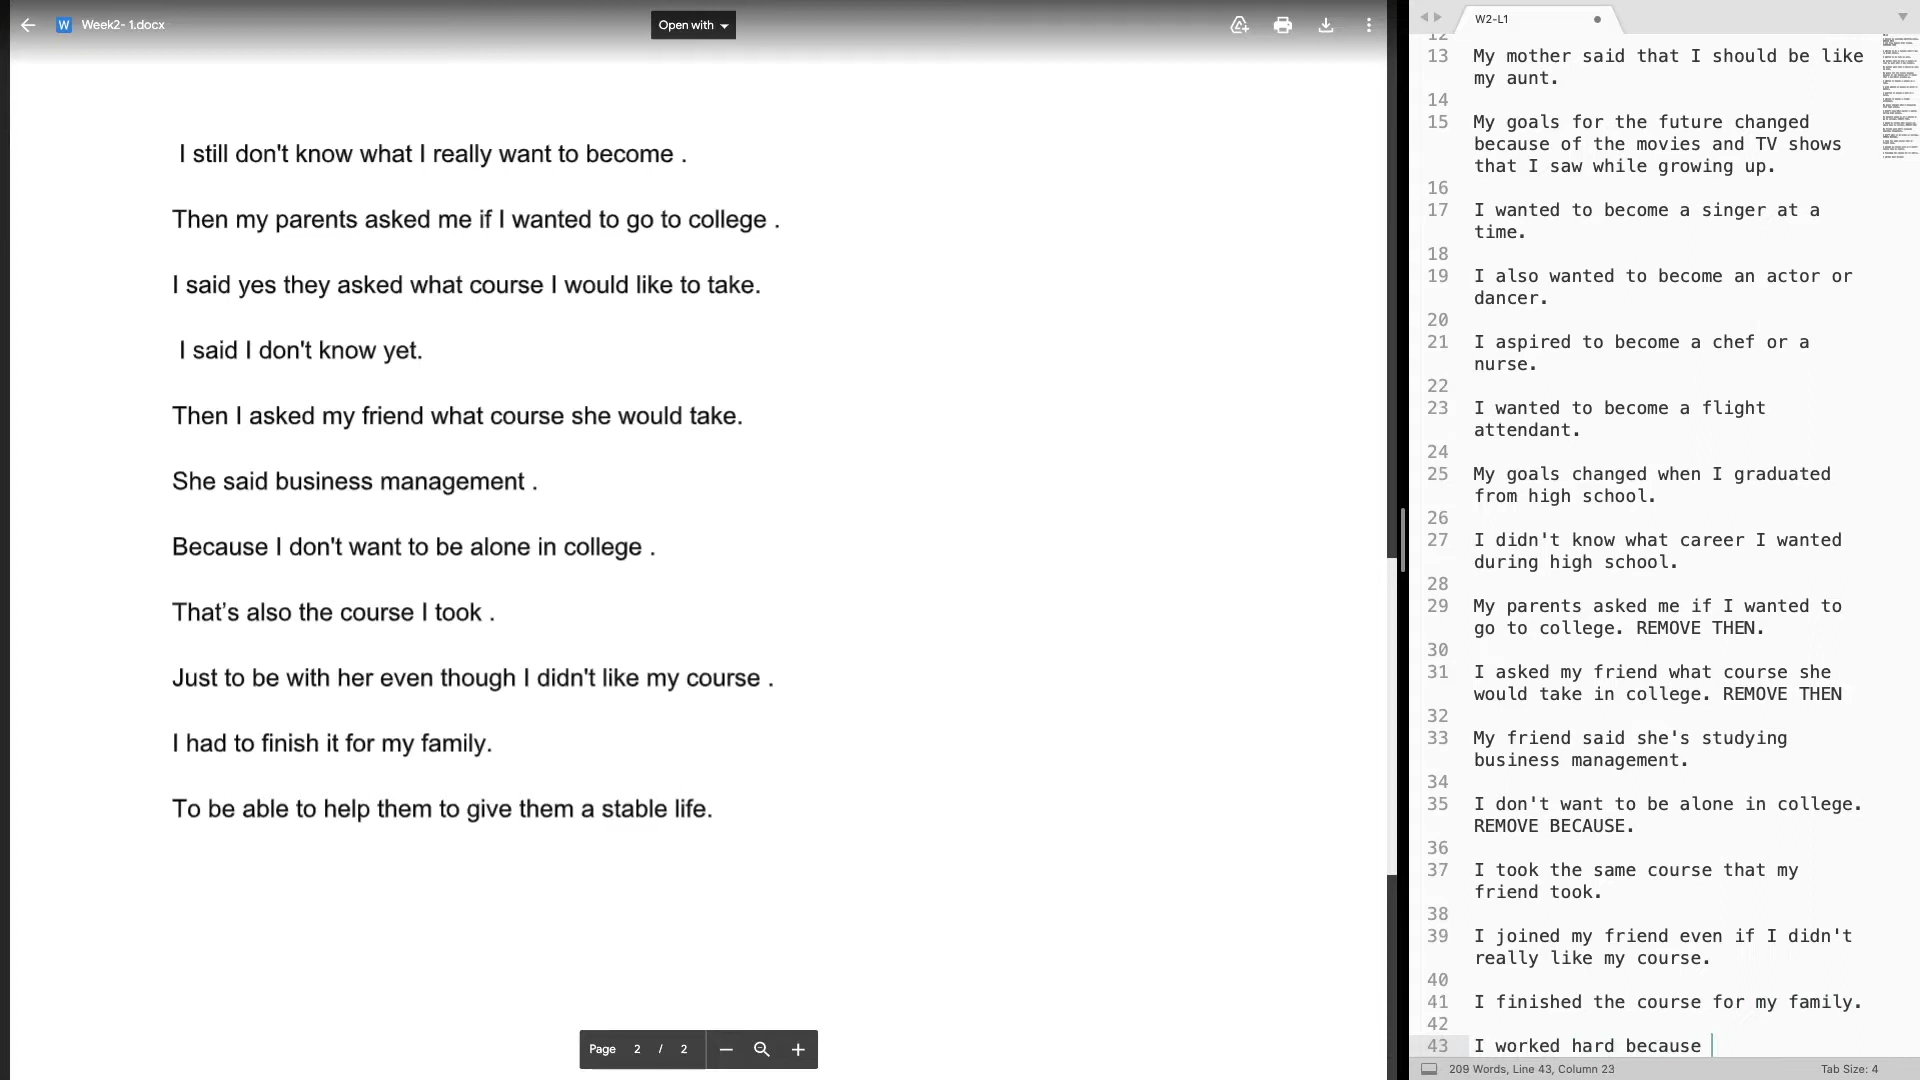 Week2- 1.docx
Open with
I still don't know what I really want to become .
Then my parents asked me if I wanted to go to college .
I said yes they asked what course I would like to take.
I said I don't know yet.
Then I asked my friend what course she would take.
She said business management .
Because I don't want to be alone in college .
That’s also the course I took .
Just to be with her even though I didn't like my course .
I had to finish it for my family.
To be able to help them to give them a stable life.
Page 2 / 2
W2-L1
12
13 My mother said that I should be like
my aunt.
14
15 My goals for the future changed
because of the movies and TV shows
that I saw while growing up.
16
17 I wanted to become a singer at a
time.
18
19 I also wanted to become an actor or
dancer.
20
21 I aspired to become a chef or a
nurse.
22
23 I wanted to become a flight
attendant.
24
25 My goals changed when I graduated
from high school.
26
27 I didn't know what career I wanted
during high school.
28
29 My parents asked me if I wanted to
go to college. REMOVE THEN.
30
31 I asked my friend what course she
would take in college. REMOVE THEN
32
33 My friend said she's studying
business management.
34
35 I don't want to be alone in college.
REMOVE BECAUSE.
36
37 I took the same course that my
friend took.
38
39 I joined my friend even if I didn't
really like my course.
40
41 I finished the course for my family.
42
43 I worked hard because
209 Words, Line 43, Column 23
Tab Size: 4